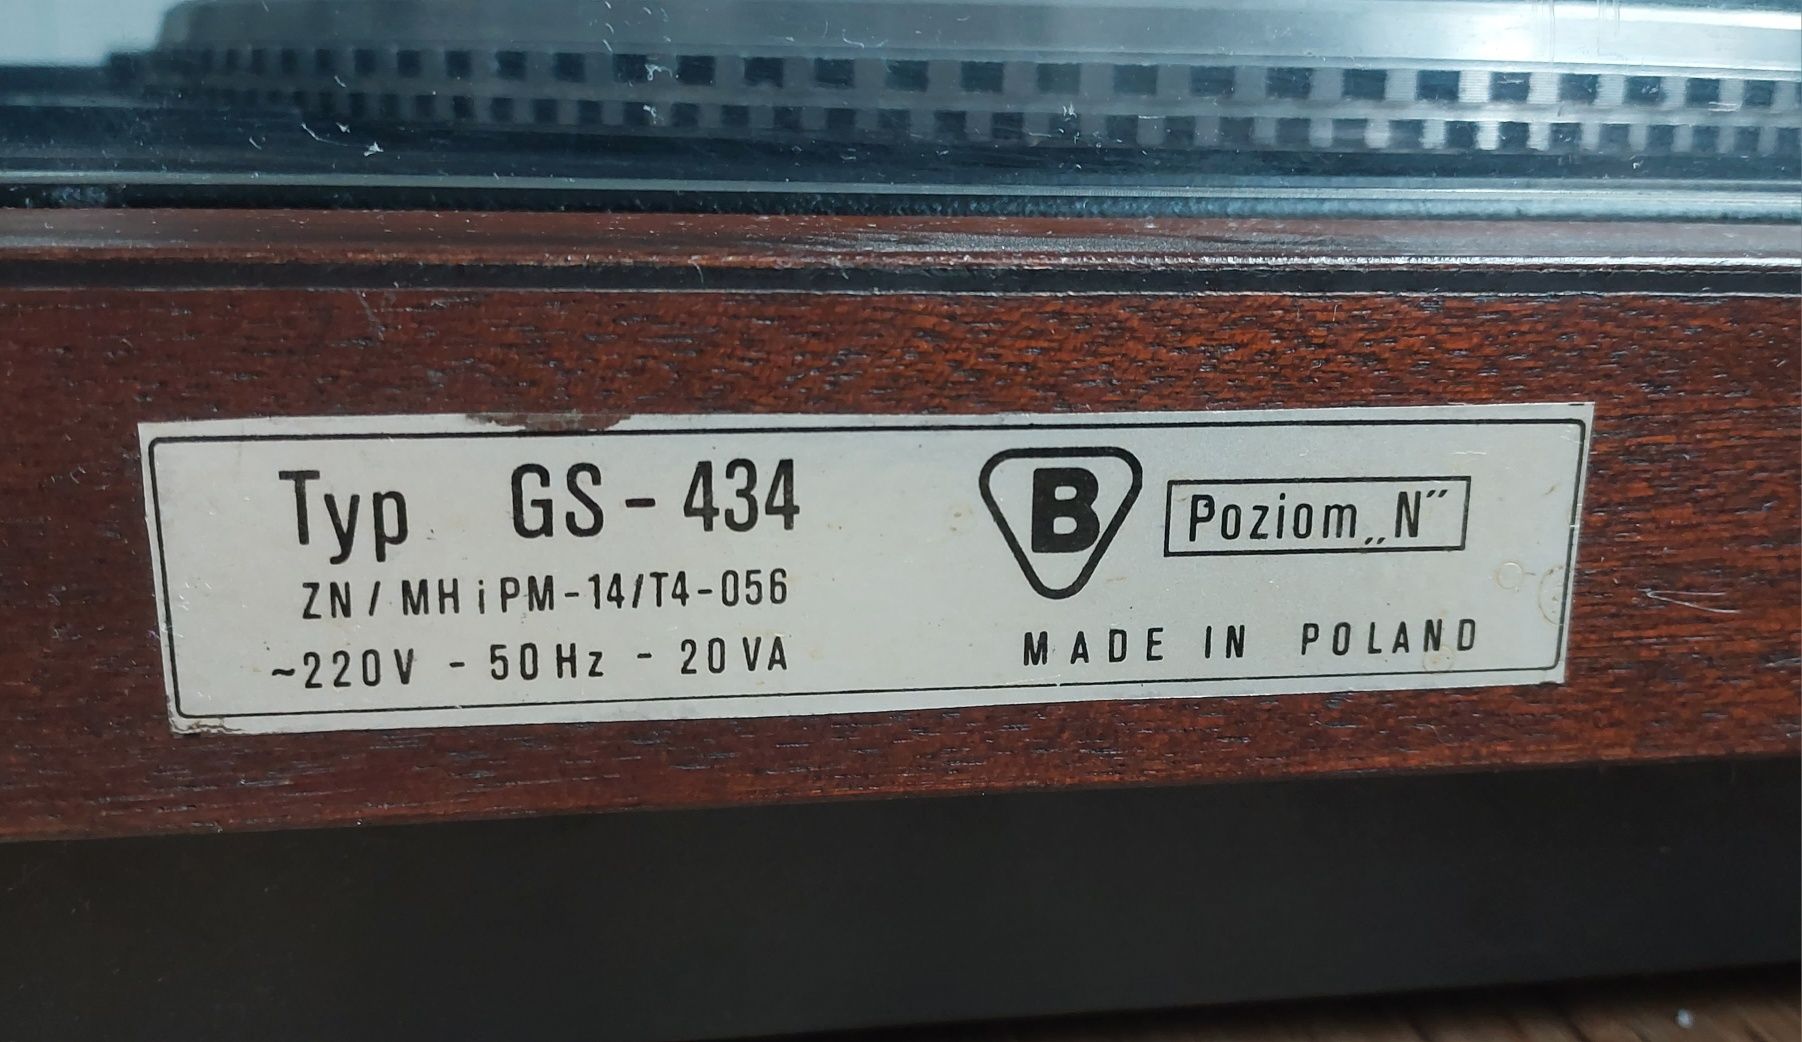 Typ GS-434
B Poziom „N”
ZN/MHiPM-14/T4-056
~220V - 50Hz - 20VA
MADE IN POLAND